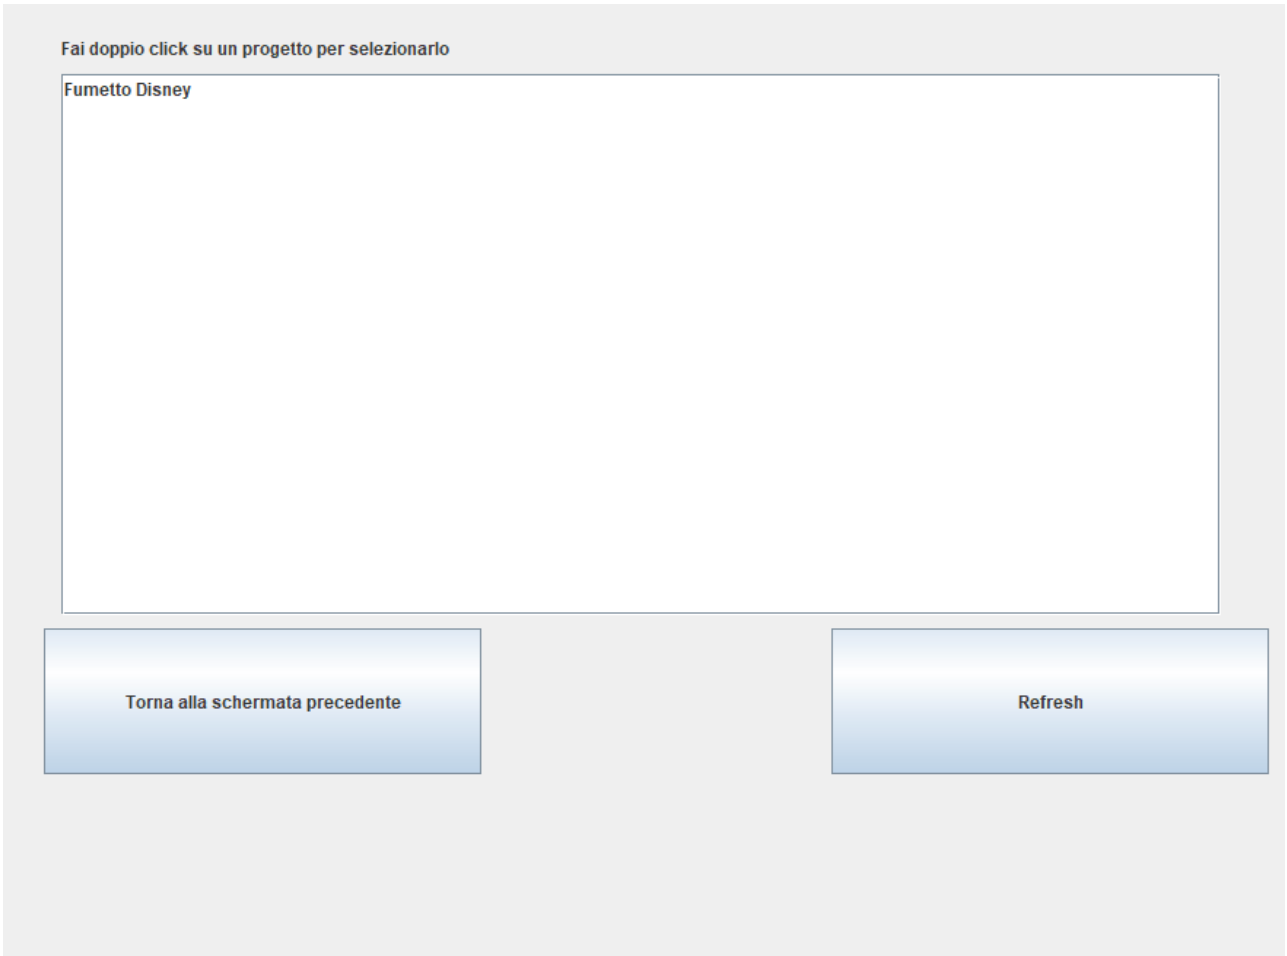 Fai doppio click su un progetto per selezionarlo
Fumetto Disney
Torna alla schermata precedente
Refresh